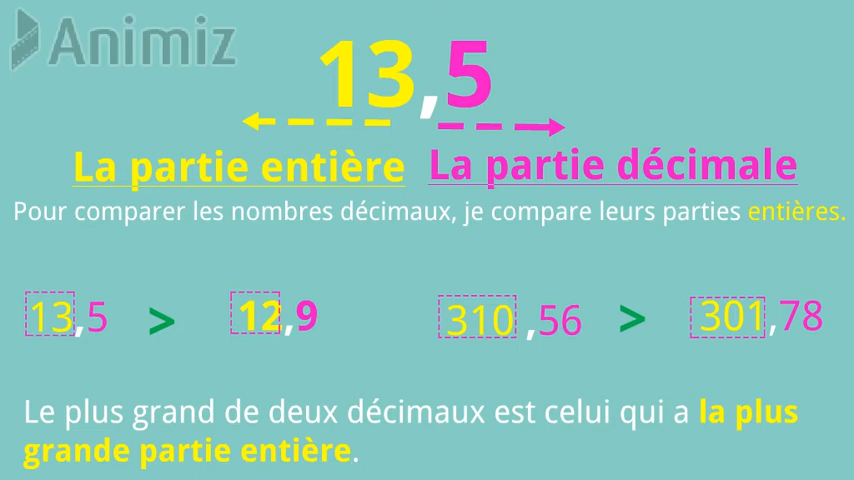 Animiz
13,5
La partie entière La partie décimale
Pour comparer les nombres décimaux, je compare leurs parties entières.
13,5 > 12,9 310 ,56 > 301,78
Le plus grand de deux décimaux est celui qui a la plus
grande partie entière.